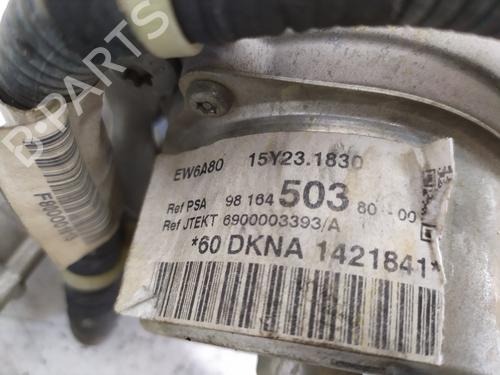 B-PARTS
EW6A80 15Y23.1830
Ref PSA 98 164 503 80 - 00
Ref JTEKT 6900003393/A
*60 DKNA 1421841*